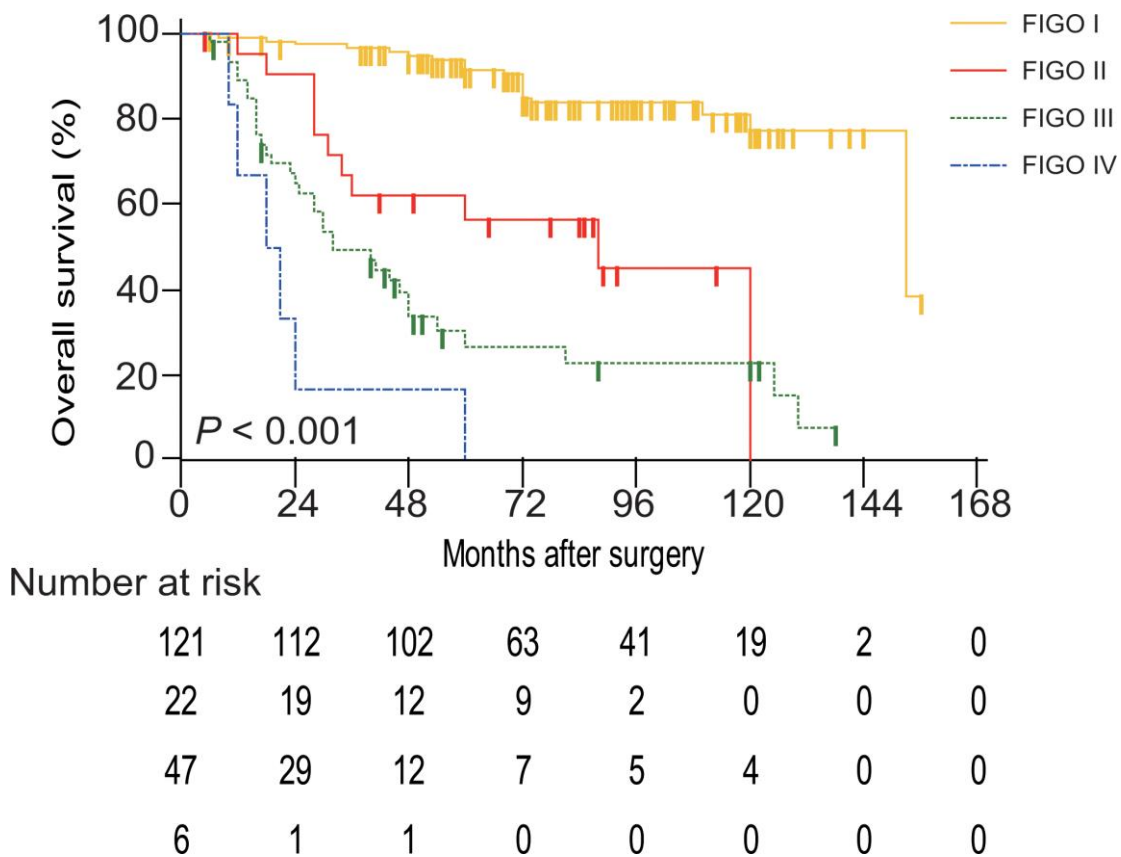 Overall survival (%)
100
80
60
40
20
0
P < 0.001
FIGO I
FIGO II
FIGO III
FIGO IV
0 24 48 72 96 120 144 168
Months after surgery
Number at risk
121 112 102 63 41 19 2 0
22 19 12 9 2 0 0 0
47 29 12 7 5 4 0 0
6 1 1 0 0 0 0 0